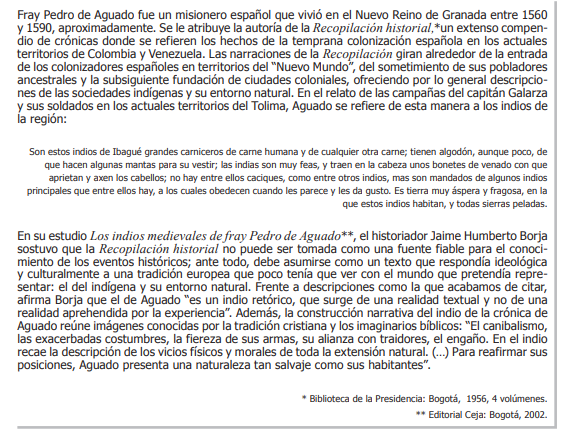 Fray Pedro de Aguado fue un misionero español que vivió en el Nuevo Reino de Granada entre 1560
y 1590, aproximadamente. Se le atribuye la autoría de la Recopilación historial,*un extenso compen-
dio de crónicas donde se refieren los hechos de la temprana colonización española en los actuales
territorios de Colombia y Venezuela. Las narraciones de la Recopilación giran alrededor de la entrada
de los colonizadores españoles en territorios del “Nuevo Mundo”, del sometimiento de sus pobladores
ancestrales y la subsiguiente fundación de ciudades coloniales, ofreciendo por lo general descripcio-
nes de las sociedades indígenas y su entorno natural. En el relato de las campañas del capitán Galarza
y sus soldados en los actuales territorios del Tolima, Aguado se refiere de esta manera a los indios de
la región:
Son estos indios de Ibagué grandes carniceros de carne humana y de cualquier otra carne; tienen algodón, aunque poco, de
que hacen algunas mantas para su vestir; las indias son muy feas, y traen en la cabeza unos bonetes de venado con que
aprietan y axen los cabellos; no hay entre ellos caciques, como entre otros indios, mas son mandados de algunos indios
principales que entre ellos hay, a los cuales obedecen cuando les parece y les da gusto. Es tierra muy áspera y fragosa, en la
que estos indios habitan, y todas sierras peladas.
En su estudio Los indios medievales de fray Pedro de Aguado**, el historiador Jaime Humberto Borja
sostuvo que la Recopilación historial no puede ser tomada como una fuente fiable para el conoci-
miento de los eventos históricos; ante todo, debe asumirse como un texto que respondía ideológica
y culturalmente a una tradición europea que poco tenía que ver con el mundo que pretendía repre-
sentar: el del indígena y su entorno natural. Frente a descripciones como la que acabamos de citar,
afirma Borja que el de Aguado “es un indio retórico, que surge de una realidad textual y no de una
realidad aprehendida por la experiencia”. Además, la construcción narrativa del indio de la crónica de
Aguado reúne imágenes conocidas por la tradición cristiana y los imaginarios bíblicos: “El canibalismo,
las exacerbadas costumbres, la fiereza de sus armas, su alianza con traidores, el engaño. En el indio
recae la descripción de los vicios físicos y morales de toda la extensión natural. (…) Para reafirmar sus
posiciones, Aguado presenta una naturaleza tan salvaje como sus habitantes”.
* Biblioteca de la Presidencia: Bogotá, 1956, 4 volúmenes.
** Editorial Ceja: Bogotá, 2002.